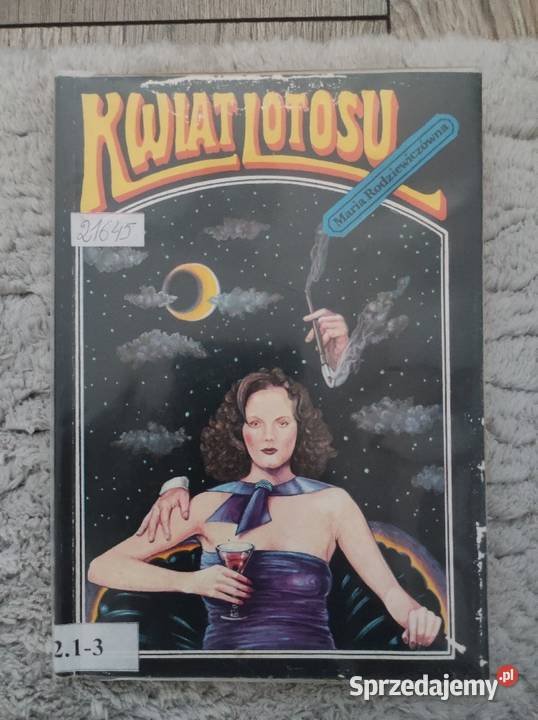 KWIAT LOTOSU
Maria Rodziewiczówna
21645
2.1-3
Sprzedajemy.pl